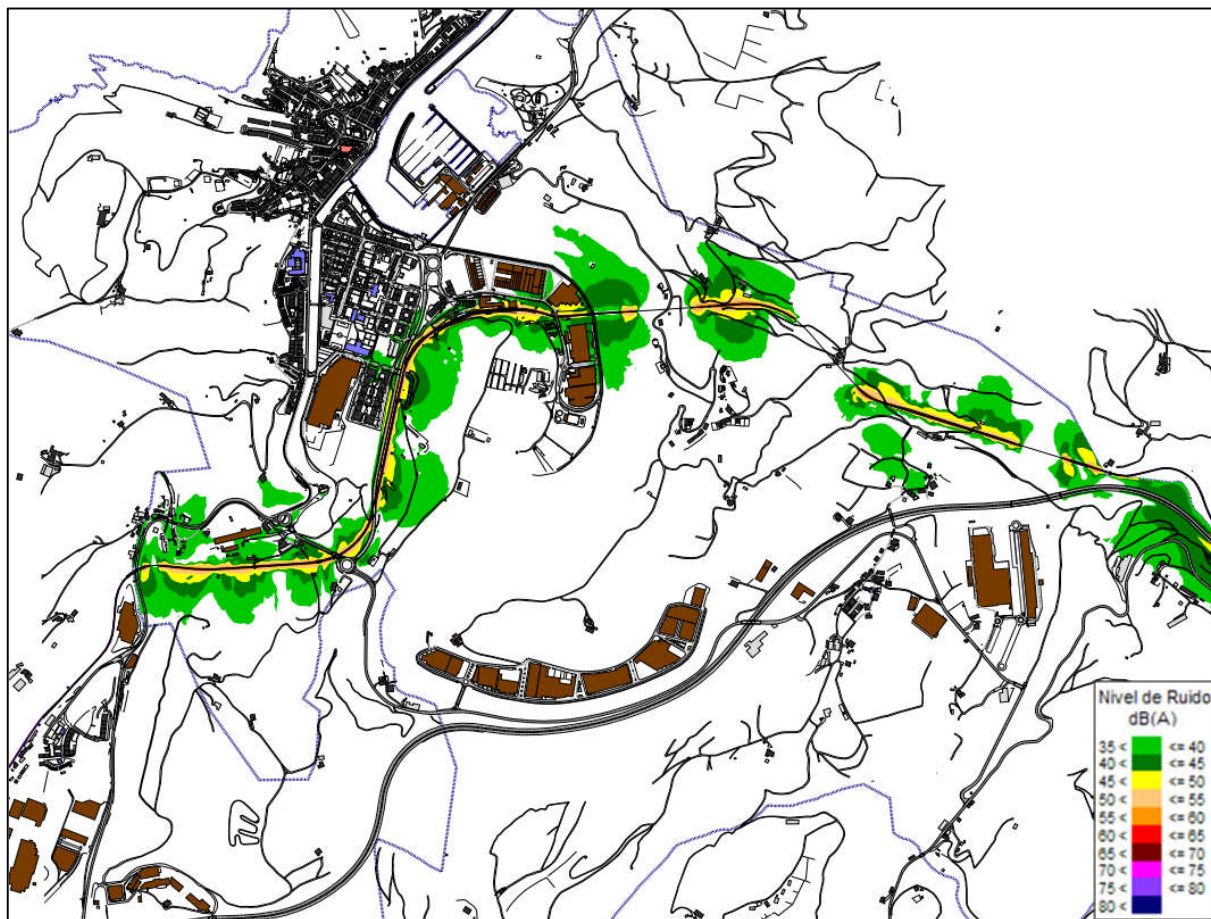 Nivel de Ruido
dB(A)
35 < <= 40
40 < <= 45
45 < <= 50
50 < <= 55
55 < <= 60
60 < <= 65
65 < <= 70
70 < <= 75
75 < <= 80
80 <